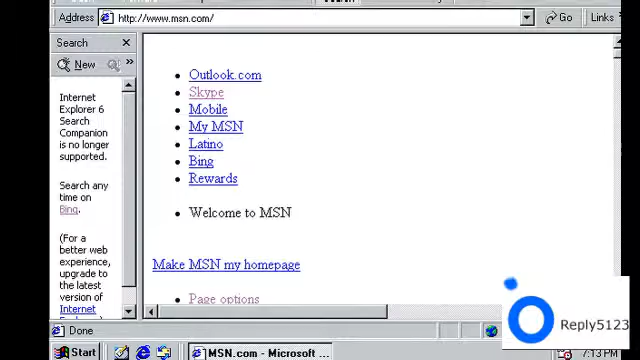 Address http://www.msn.com/ Go Links
Search
New
Internet
Explorer 6
Search
Companion
is no longer
supported.
Search any
time on
Bing.
(For a
better web
experience,
upgrade to
the latest
version of
Internet
Outlook.com
Skype
Mobile
My MSN
Latino
Bing
Rewards
Welcome to MSN
Make MSN my homepage
Page options
Done
Reply5123
Start
MSN.com - Microsoft
7:13 PM